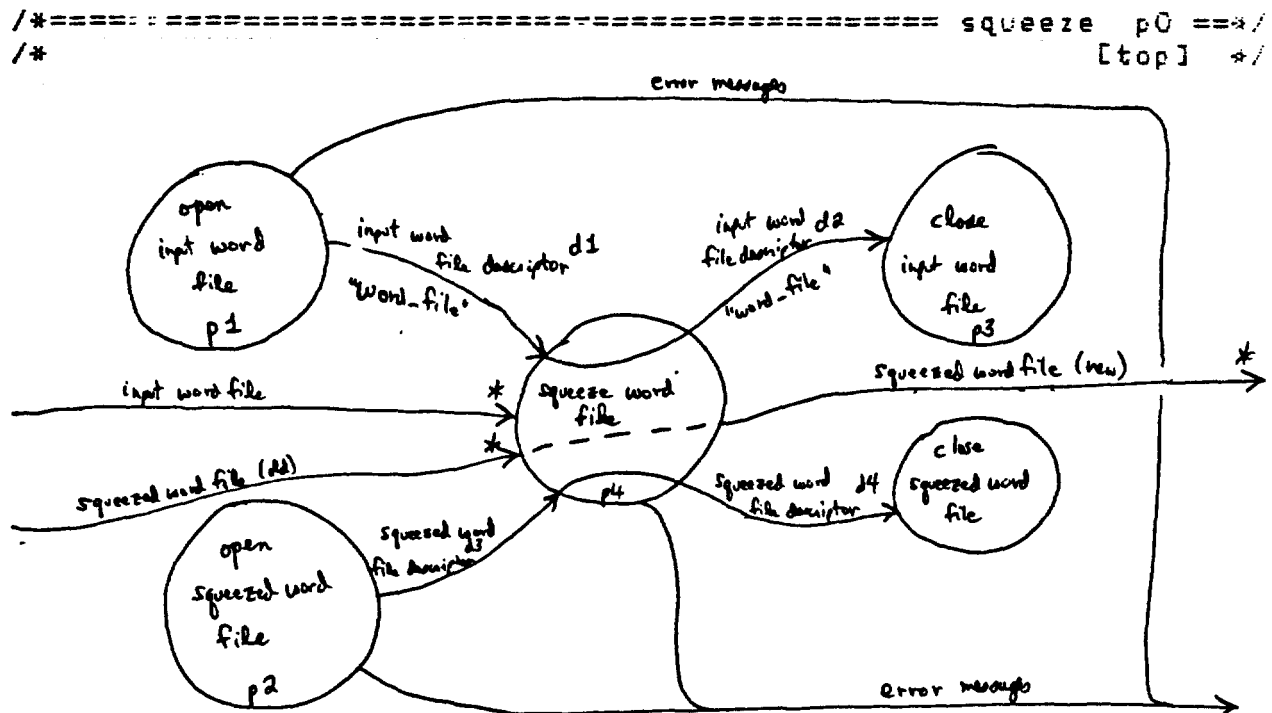 /*============================================ squeeze p0 ==*/
/* [top] */
error messages
open
input word
file
p1
input word
file descriptor d1
"word_file"
input word d2
file descriptor
"word_file"
close
input word
file
p3
input word file
*
squeeze word
file
p4
squeezed word file (new)
*
squeezed word file (old)
*
open
squeezed word
file
p2
squeezed word
d3
file descriptor
squeezed word d4
file descriptor
close
squeezed word
file
error messages